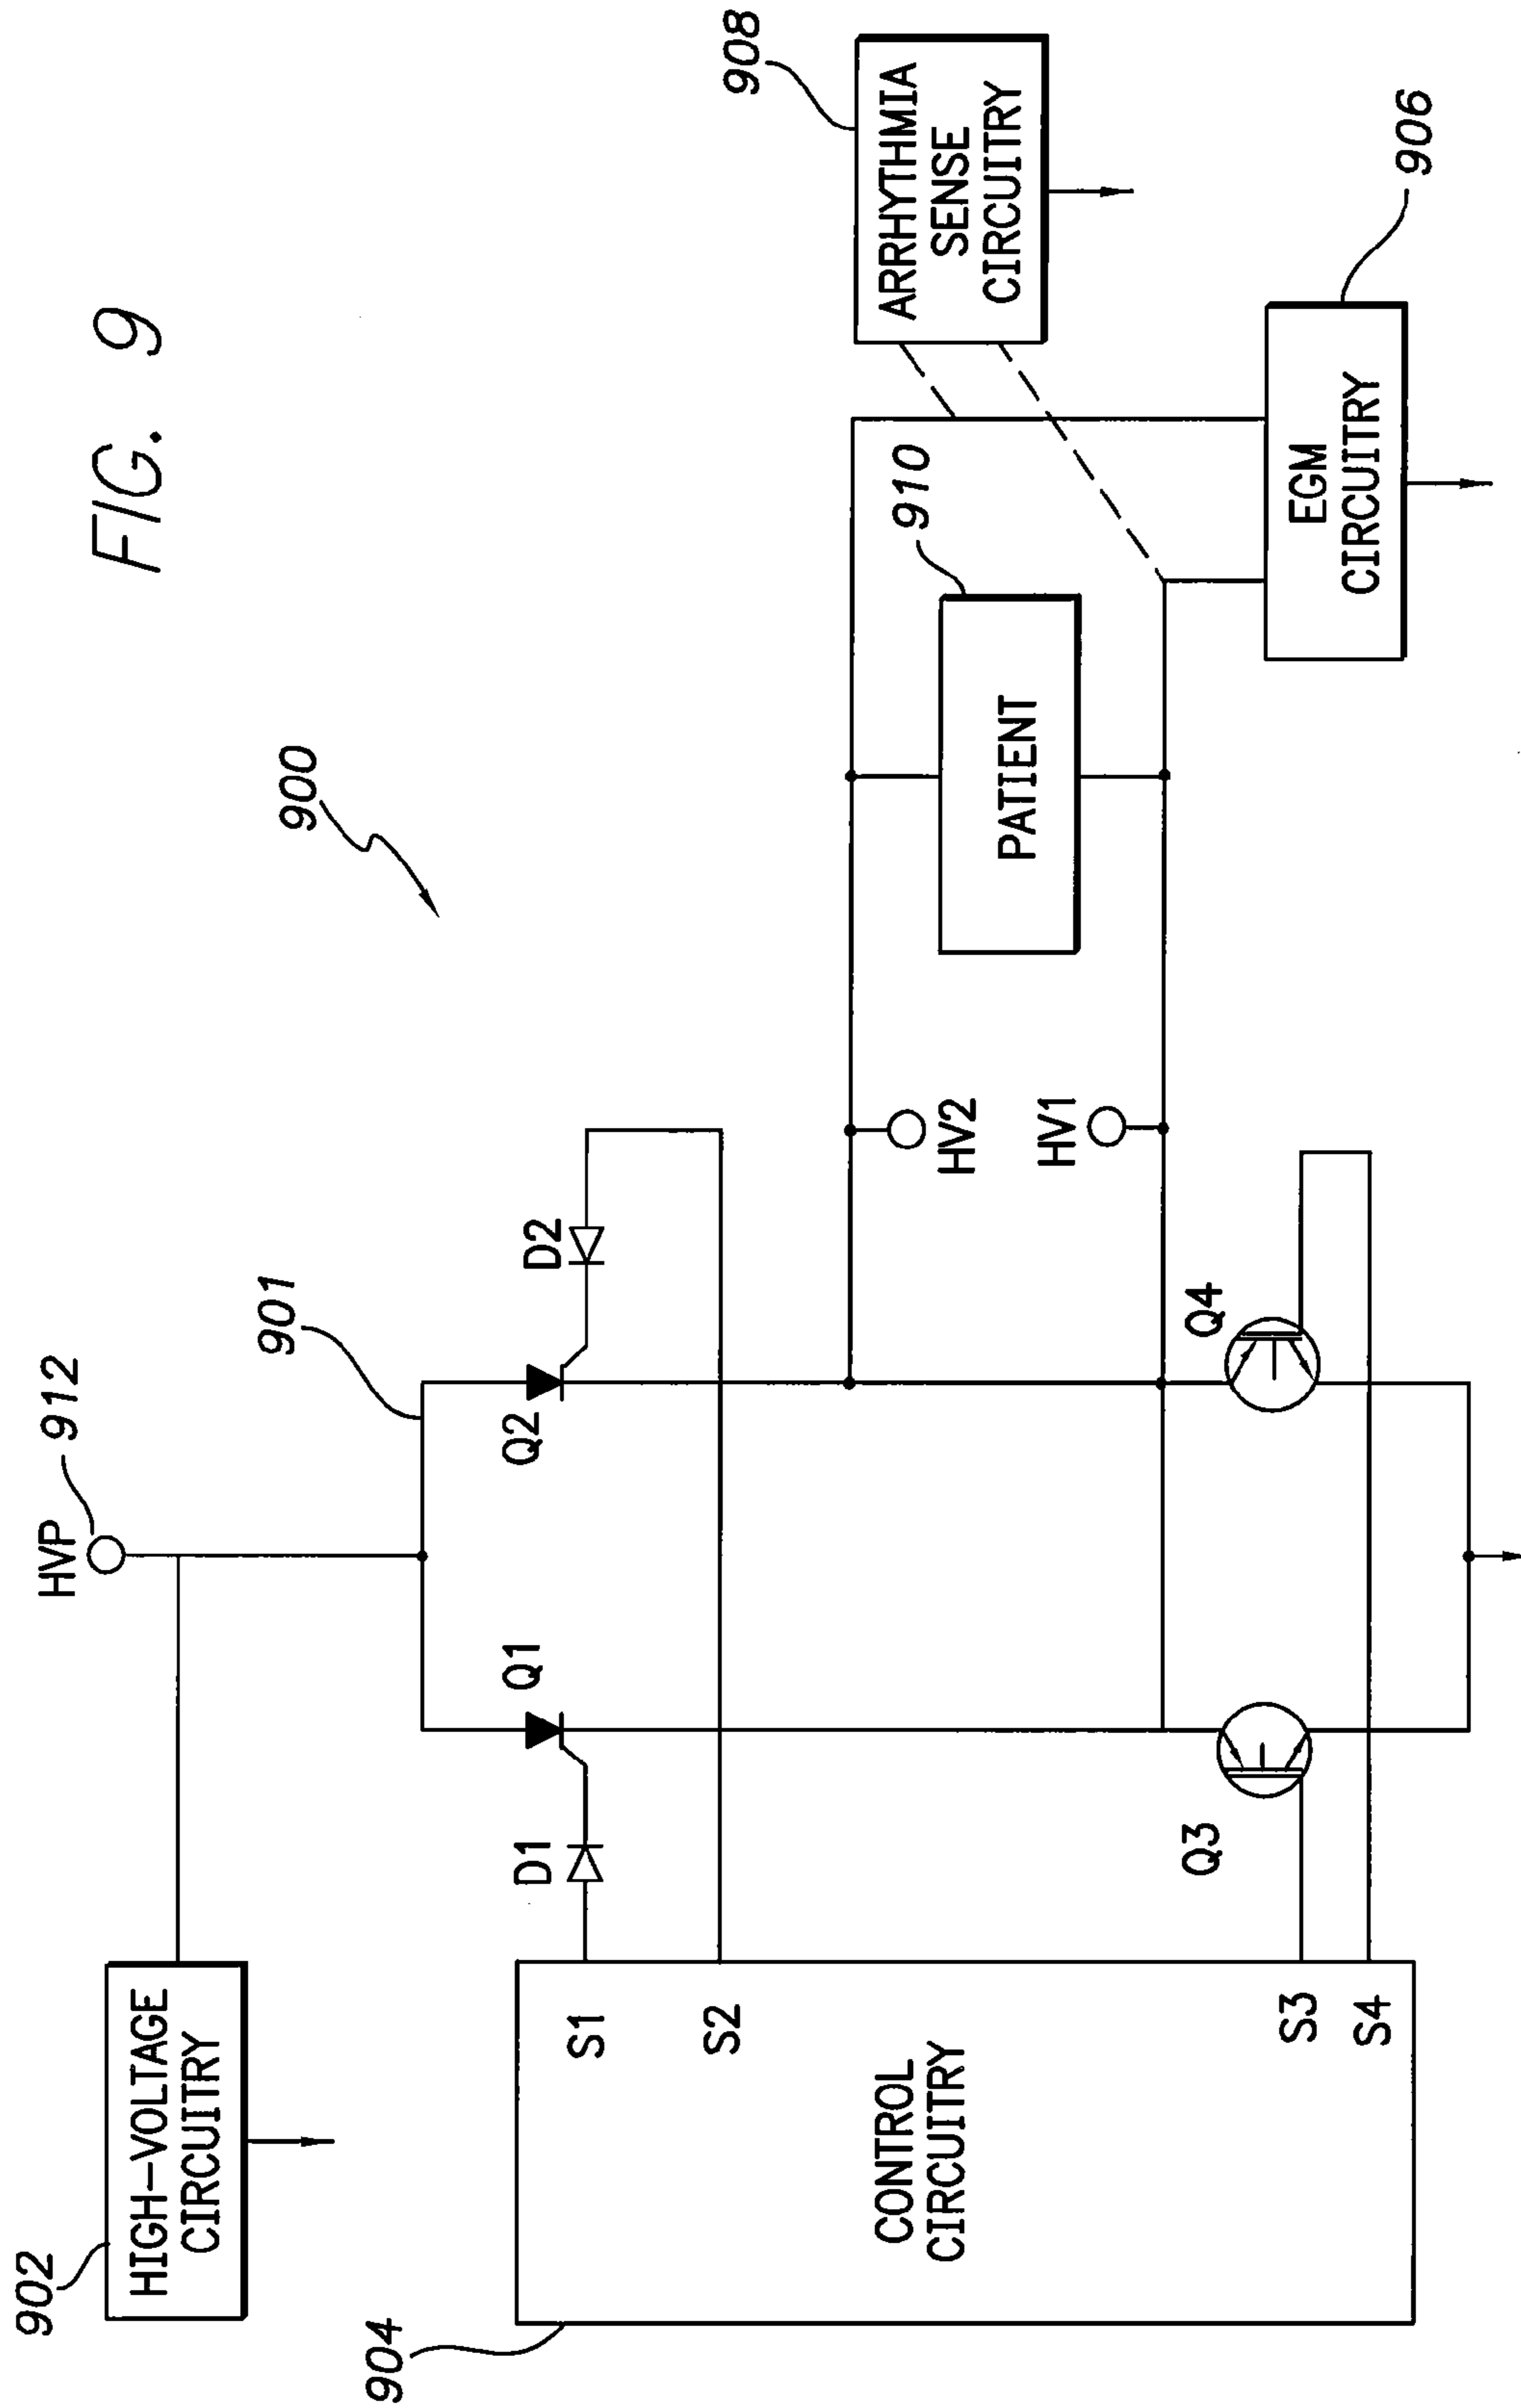 FIG. 9
900
902
HIGH-VOLTAGE
CIRCUITRY
HVP
912
901
904
CONTROL
CIRCUITRY
S1
S2
S3
S4
D1
Q1
Q2
D2
Q3
Q4
HV2
HV1
PATIENT
910
ARRHYTHMIA
SENSE
CIRCUITRY
908
EGM
CIRCUITRY
906